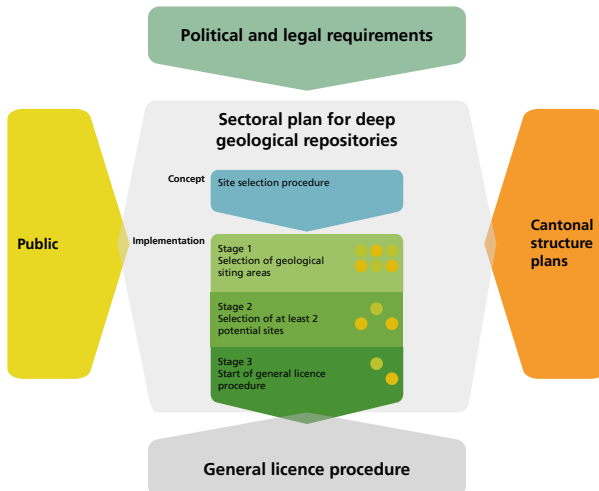 Political and legal requirements
Sectoral plan for deep
geological repositories
Concept
Site selection procedure
Public
Implementation
Stage 1
Selection of geological
siting areas
Stage 2
Selection of at least 2
potential sites
Stage 3
Start of general licence
procedure
Cantonal
structure
plans
General licence procedure